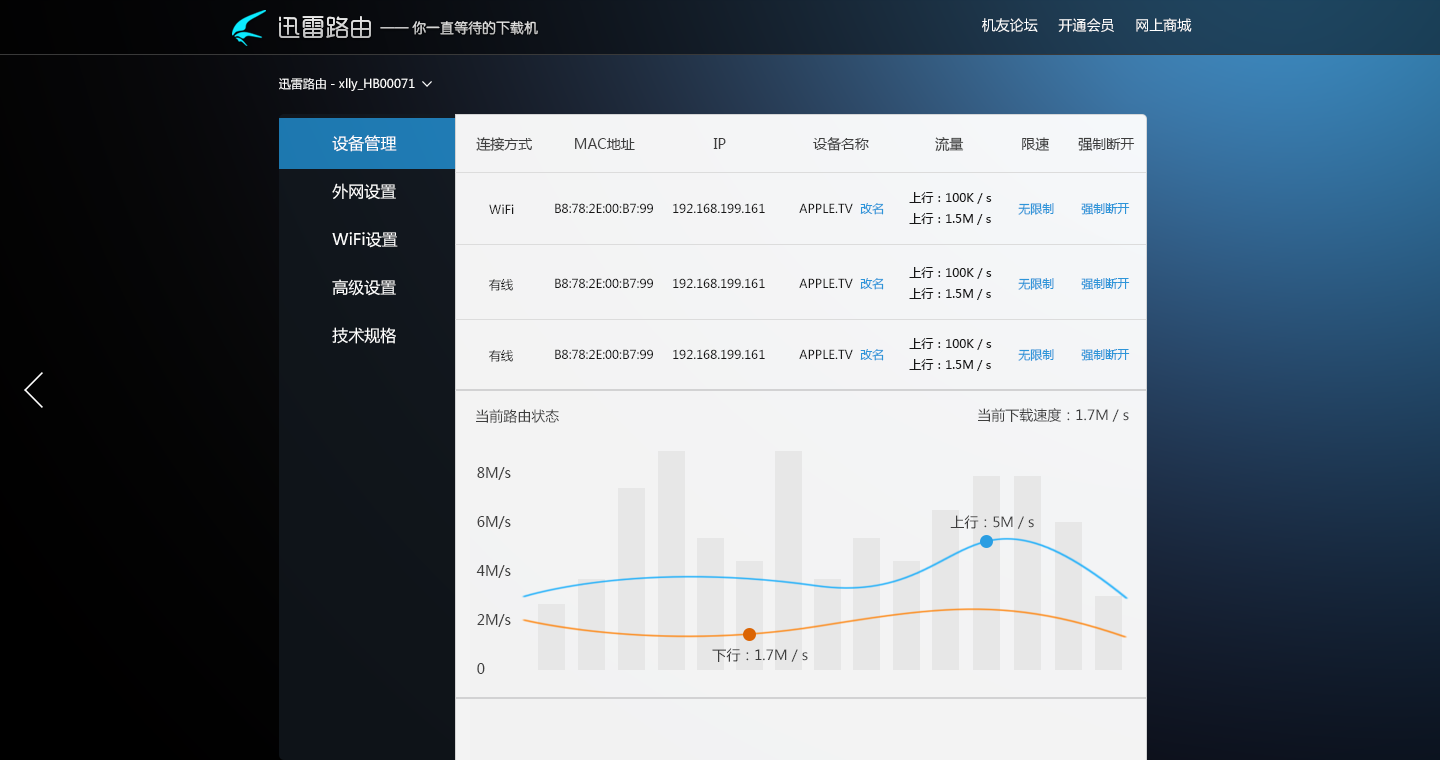 迅雷路由 —— 你一直等待的下载机
机友论坛 开通会员 网上商城
迅雷路由 - xlly_HB00071
设备管理
外网设置
WiFi设置
高级设置
技术规格
连接方式 MAC地址 IP 设备名称 流量 限速 强制断开
WiFi B8:78:2E:00:B7:99 192.168.199.161 APPLE.TV 改名 上行：100K / s 无限制 强制断开
上行：1.5M / s
有线 B8:78:2E:00:B7:99 192.168.199.161 APPLE.TV 改名 上行：100K / s 无限制 强制断开
上行：1.5M / s
有线 B8:78:2E:00:B7:99 192.168.199.161 APPLE.TV 改名 上行：100K / s 无限制 强制断开
上行：1.5M / s
当前路由状态 当前下载速度：1.7M / s
8M/s
6M/s
上行：5M / s
4M/s
2M/s
下行：1.7M / s
0